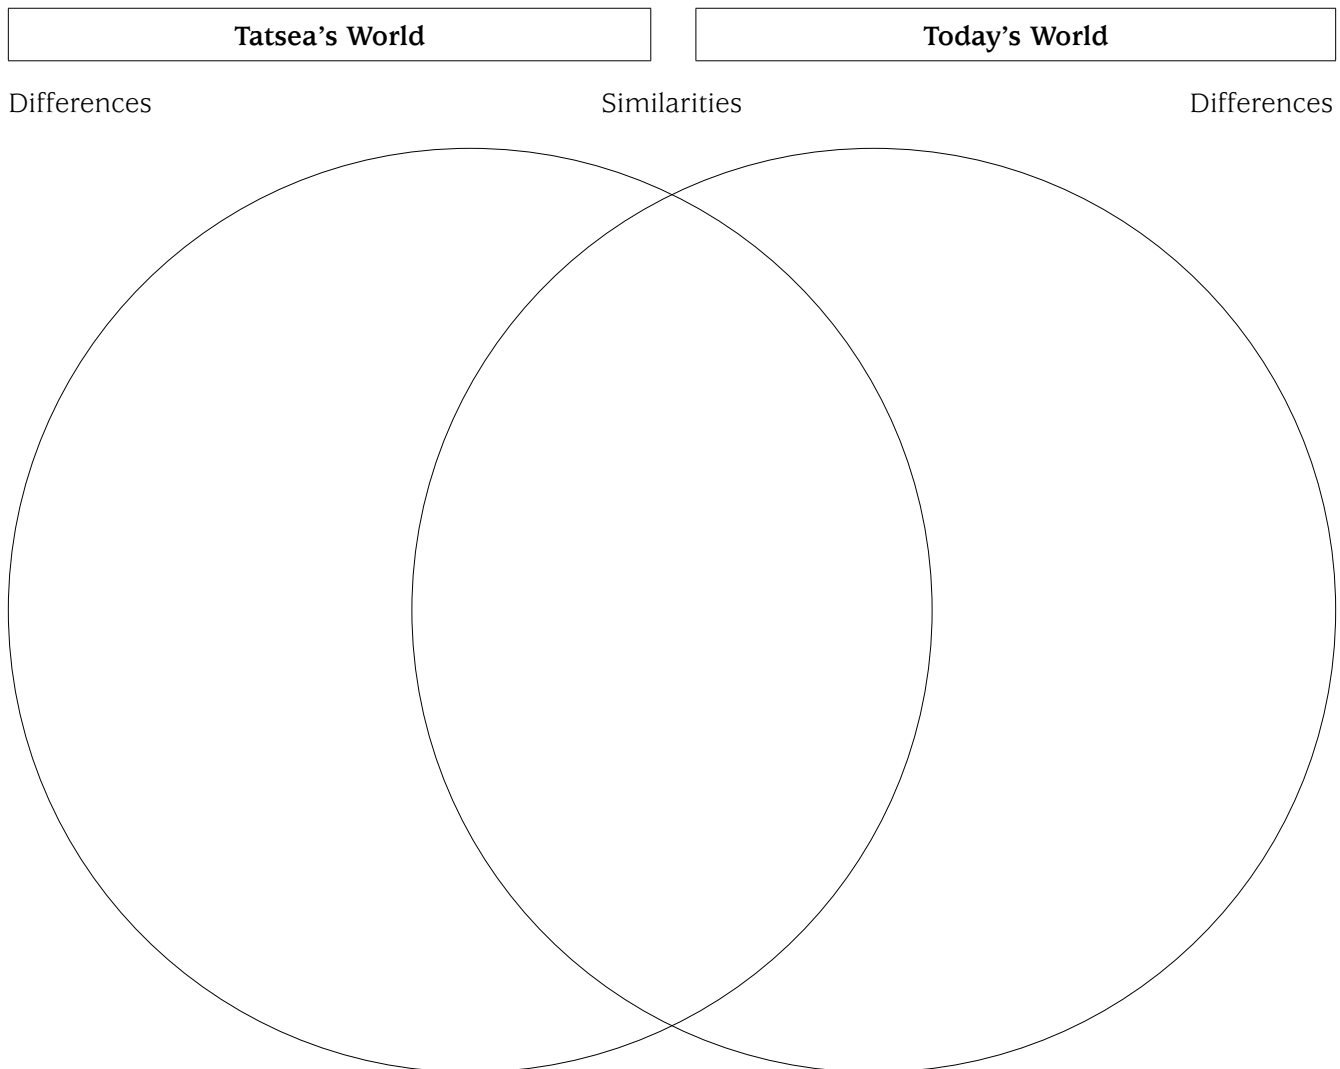 Tatsea’s World
Today’s World
Differences
Similarities
Differences